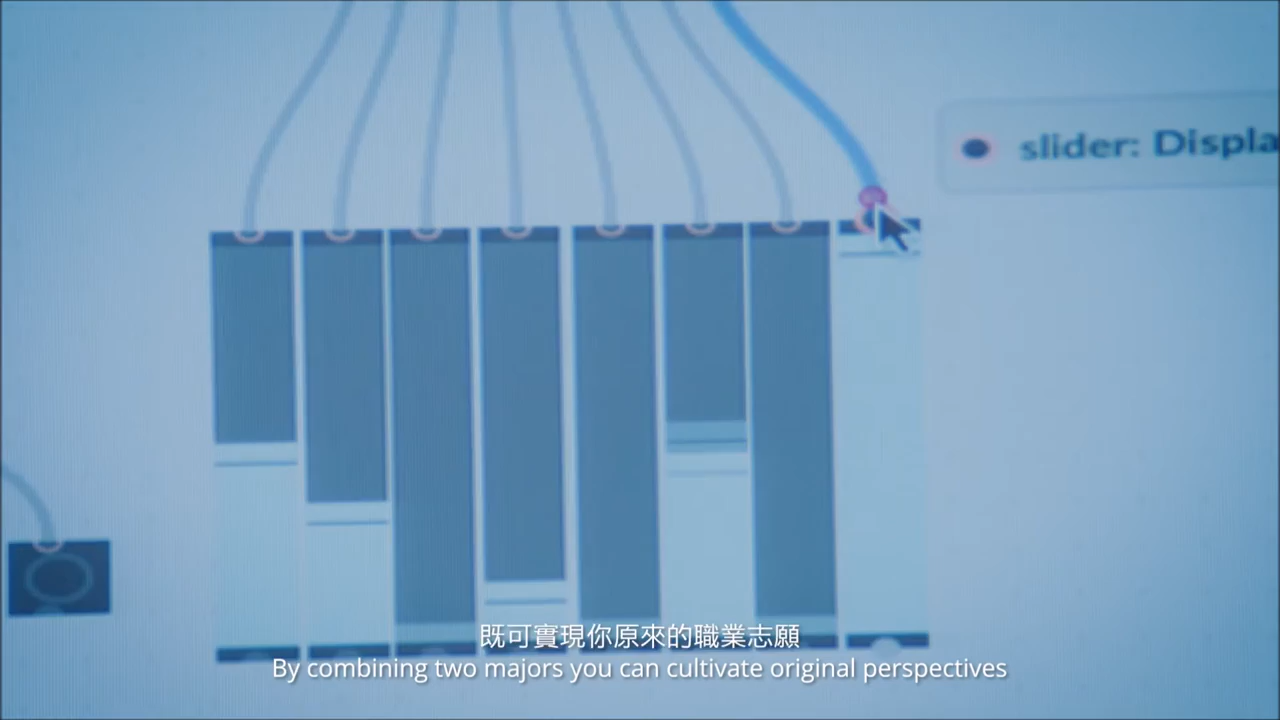 slider: Displa
既可實現你原來的職業志願
By combining two majors you can cultivate original perspectives